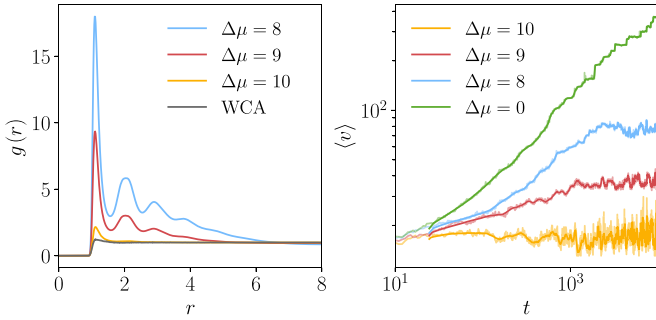 15
10
5
0
g(r)
Δμ = 8
Δμ = 9
Δμ = 10
WCA
0 2 4 6 8
r
10²
⟨v⟩
Δμ = 10
Δμ = 9
Δμ = 8
Δμ = 0
10¹ 10³
t